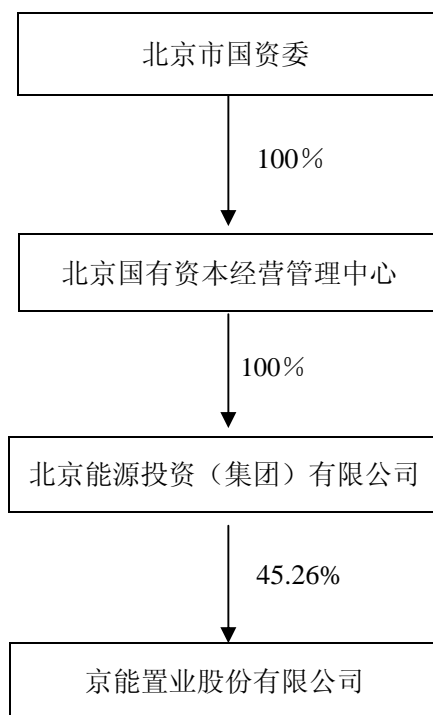 北京市国资委
100％
北京国有资本经营管理中心
100％
北京能源投资（集团）有限公司
45.26%
京能置业股份有限公司